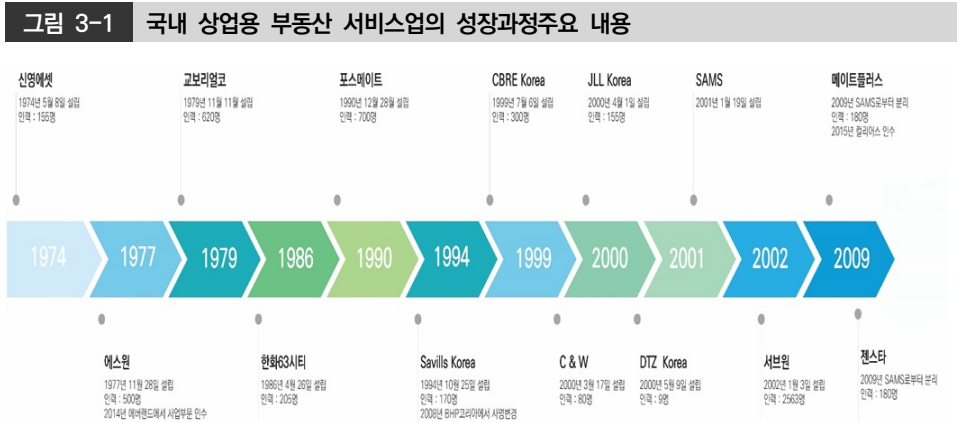 그림 3-1 국내 상업용 부동산 서비스업의 성장과정주요 내용
신영에셋
1974년 5월 8일 설립
인력 : 155명
교보리얼코
1979년 11월 11월 설립
인력 : 620명
포스메이트
1990년 12월 28일 설립
인력 : 700명
CBRE Korea
1999년 7월 6일 설립
인력 : 300명
JLL Korea
2000년 4월 1일 설립
인력 : 155명
SAMS
2001년 1월 19일 설립
메이트플러스
2009년 SAMS로부터 분리
인력 : 180명
2015년 컬리어스 인수
1974 1977 1979 1986 1990 1994 1999 2000 2001 2002 2009
에스원
1977년 11월 28일 설립
인력 : 500명
2014년 에버랜드에서 사업부문 인수
한화63시티
1986년 4월 26일 설립
인력 : 205명
Savills Korea
1994년 10월 25일 설립
인력 : 170명
2008년 BHP코리아에서 사명변경
C & W
2000년 3월 17일 설립
인력 : 80명
DTZ Korea
2000년 5월 9일 설립
인력 : 9명
서브원
2002년 1월 3일 설립
인력 : 2563명
젠스타
2009년 SAMS로부터 분리
인력 : 180명